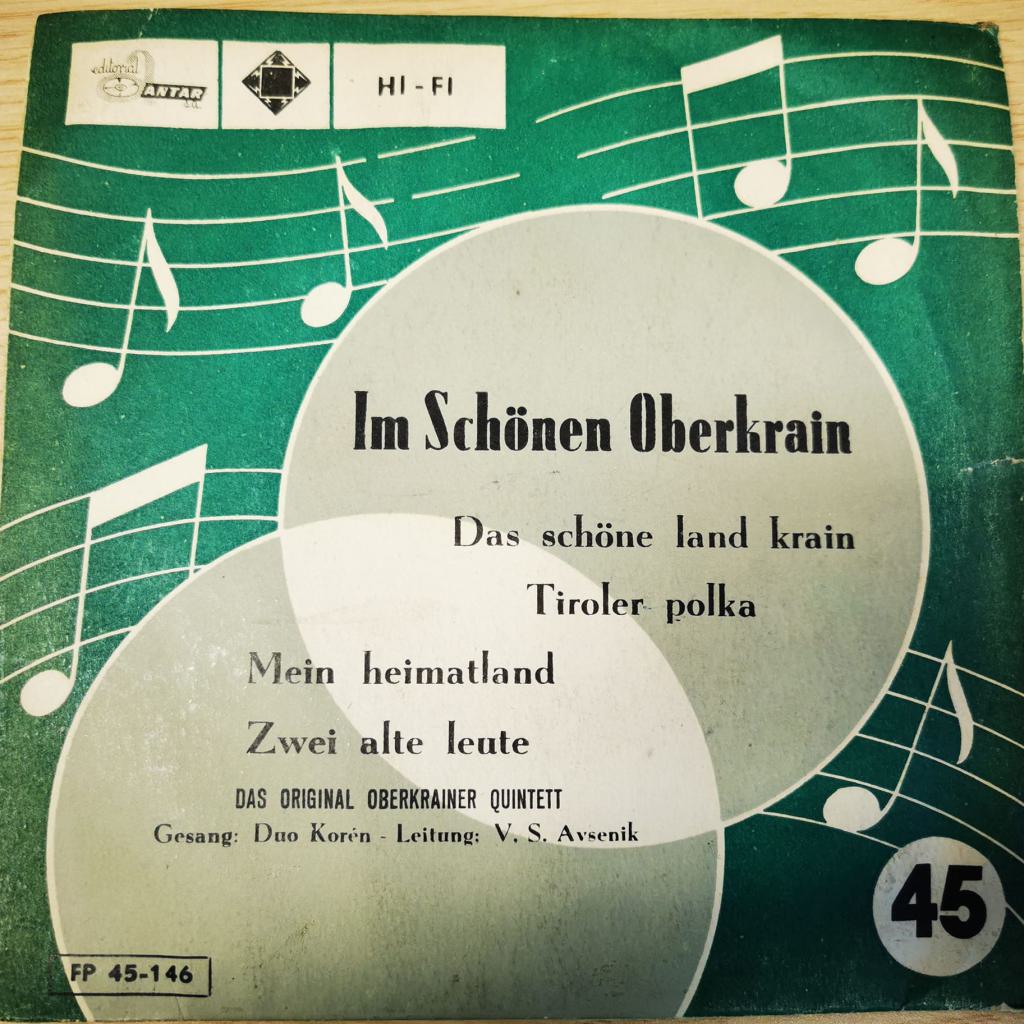 editorial
ANTAR
s.a.
HI-FI
Im Schönen Oberkrain
Das schöne land krain
Tiroler polka
Mein heimatland
Zwei alte leute
DAS ORIGINAL OBERKRAINER QUINTETT
Gesang: Duo Korén - Leitung: V. S. Avsenik
45
FP 45-146